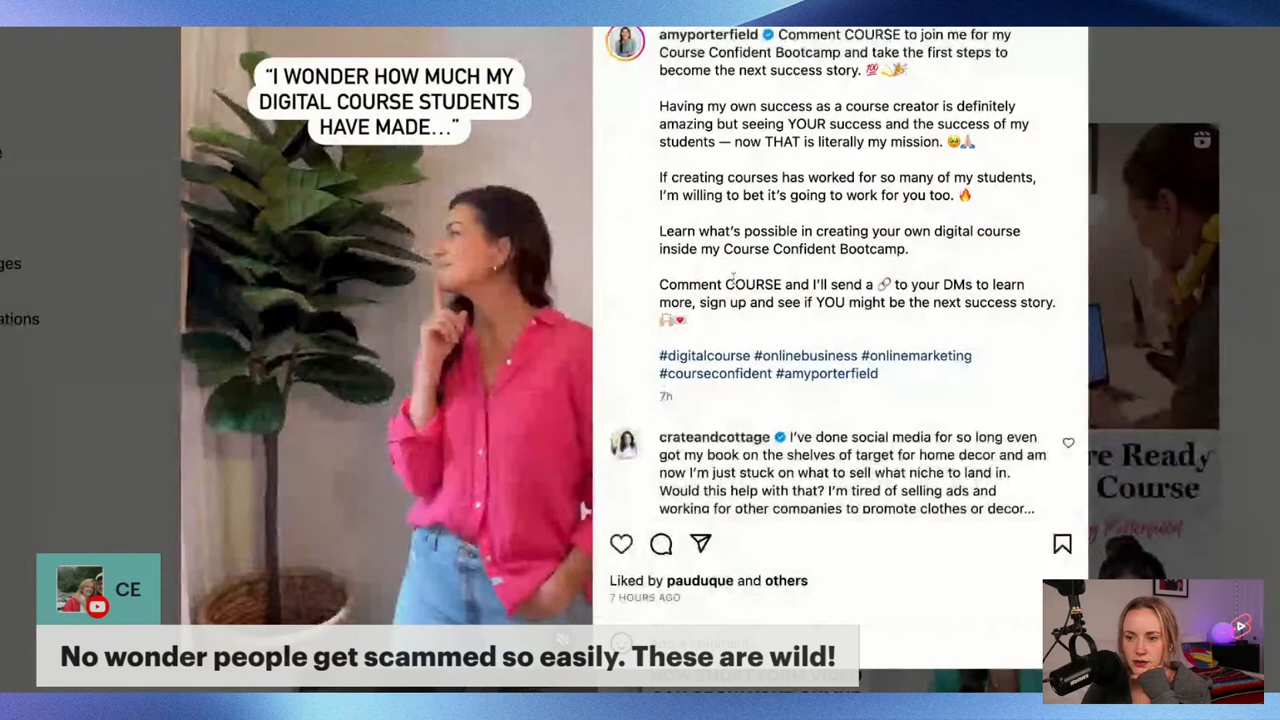 "I WONDER HOW MUCH MY
DIGITAL COURSE STUDENTS
HAVE MADE…"
amyporterfield Comment COURSE to join me for my
Course Confident Bootcamp and take the first steps to
become the next success story. 💯💫🎉
Having my own success as a course creator is definitely
amazing but seeing YOUR success and the success of my
students — now THAT is literally my mission. 🥹🙏🏼
If creating courses has worked for so many of my students,
I'm willing to bet it's going to work for you too. 🔥
Learn what's possible in creating your own digital course
inside my Course Confident Bootcamp.
Comment COURSE and I'll send a 🔗 to your DMs to learn
more, sign up and see if YOU might be the next success story.
🙌🏼💌
#digitalcourse #onlinebusiness #onlinemarketing
#courseconfident #amyporterfield
7h
crateandcottage I've done social media for so long even
got my book on the shelves of target for home decor and am
now I'm just stuck on what to sell what niche to land in.
Would this help with that? I'm tired of selling ads and
working for other companies to promote clothes or decor...
Liked by pauduque and others
7 HOURS AGO
ges
ations
re Ready
Course
CE
No wonder people get scammed so easily. These are wild!